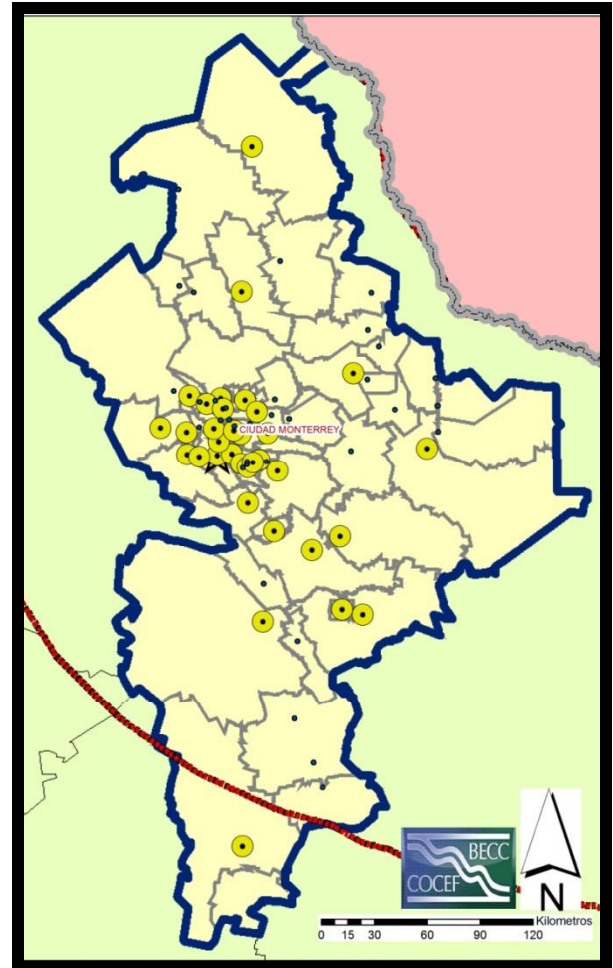 CIUDAD MONTERREY
BECC
COCEF
N
Kilometros
0 15 30 60 90 120